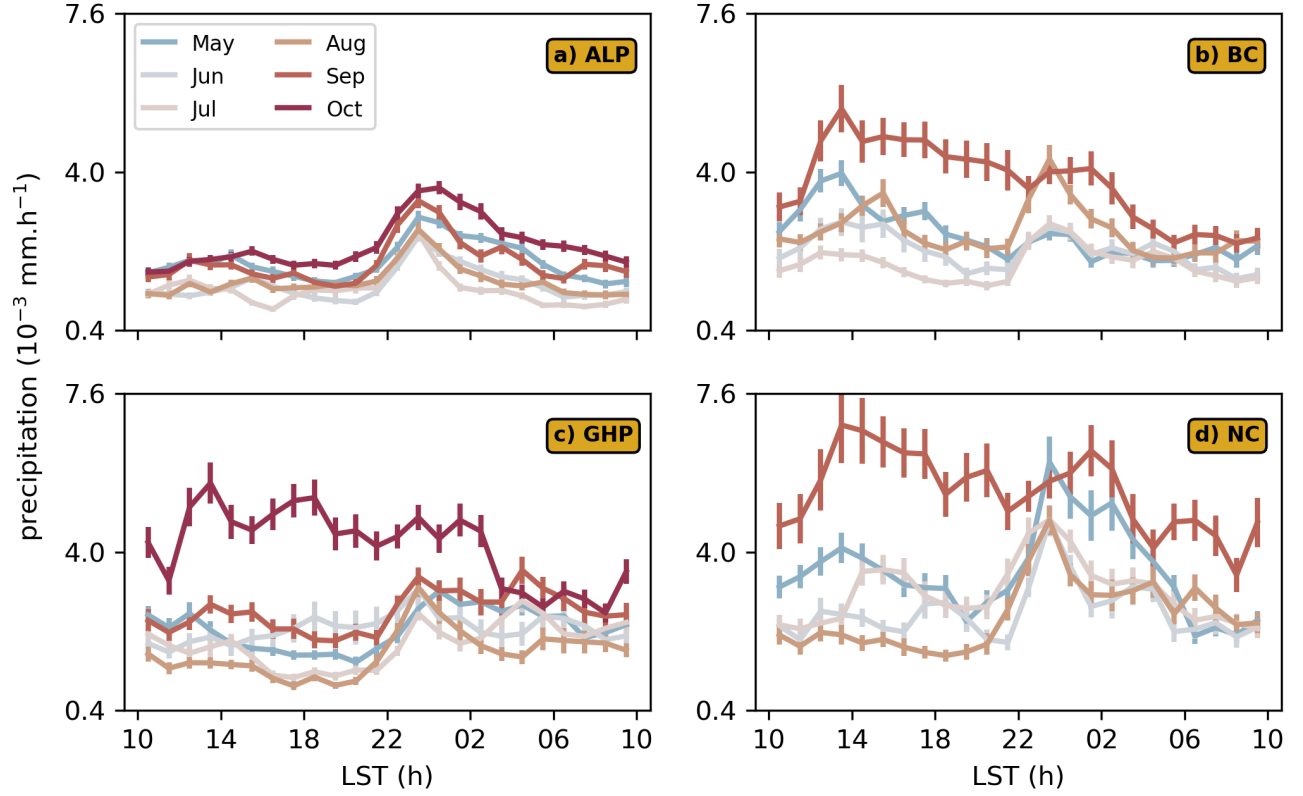 7.6
4.0
0.4
May
Jun
Jul
Aug
Sep
Oct
a) ALP
7.6
4.0
0.4
b) BC
precipitation (10⁻³ mm.h⁻¹)
7.6
4.0
0.4
c) GHP
10 14 18 22 02 06 10
LST (h)
7.6
4.0
0.4
d) NC
10 14 18 22 02 06 10
LST (h)